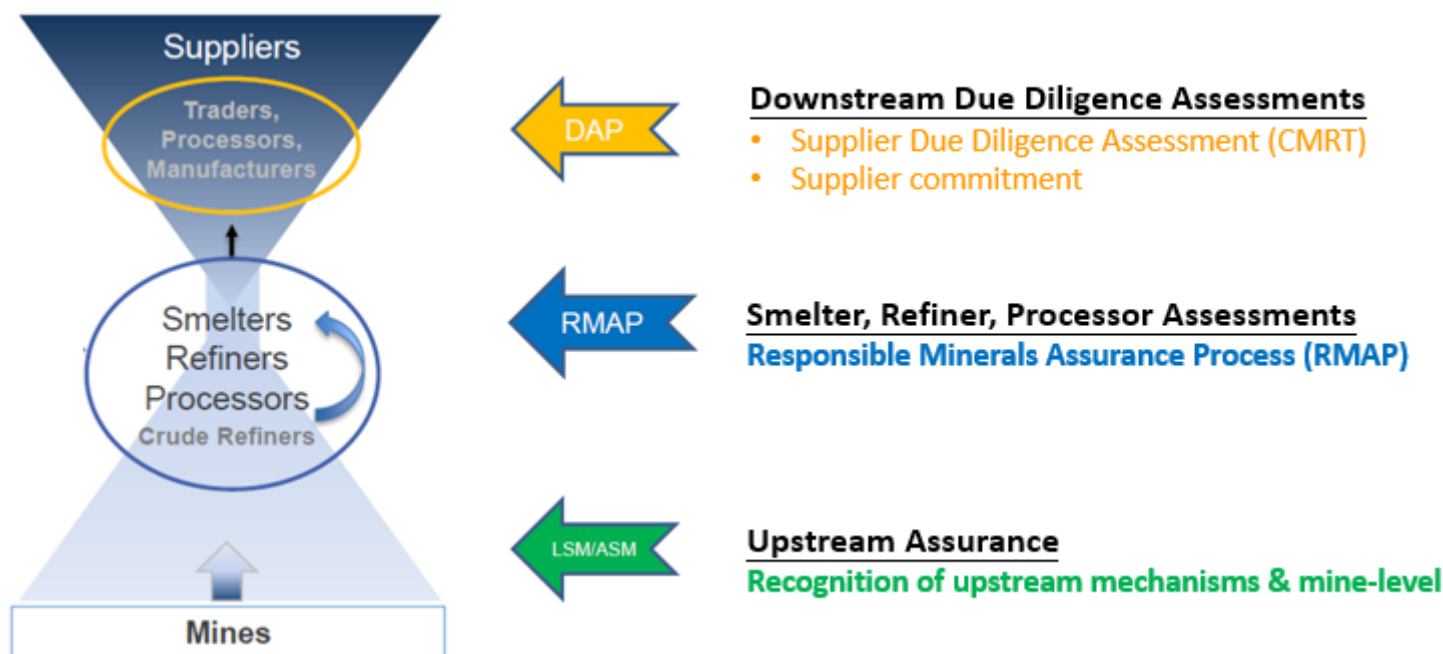 Suppliers
Traders,
Processors,
Manufacturers
DAP
Downstream Due Diligence Assessments
• Supplier Due Diligence Assessment (CMRT)
• Supplier commitment
Smelters
Refiners
Processors
Crude Refiners
RMAP
Smelter, Refiner, Processor Assessments
Responsible Minerals Assurance Process (RMAP)
LSM/ASM
Upstream Assurance
Recognition of upstream mechanisms & mine-level
Mines